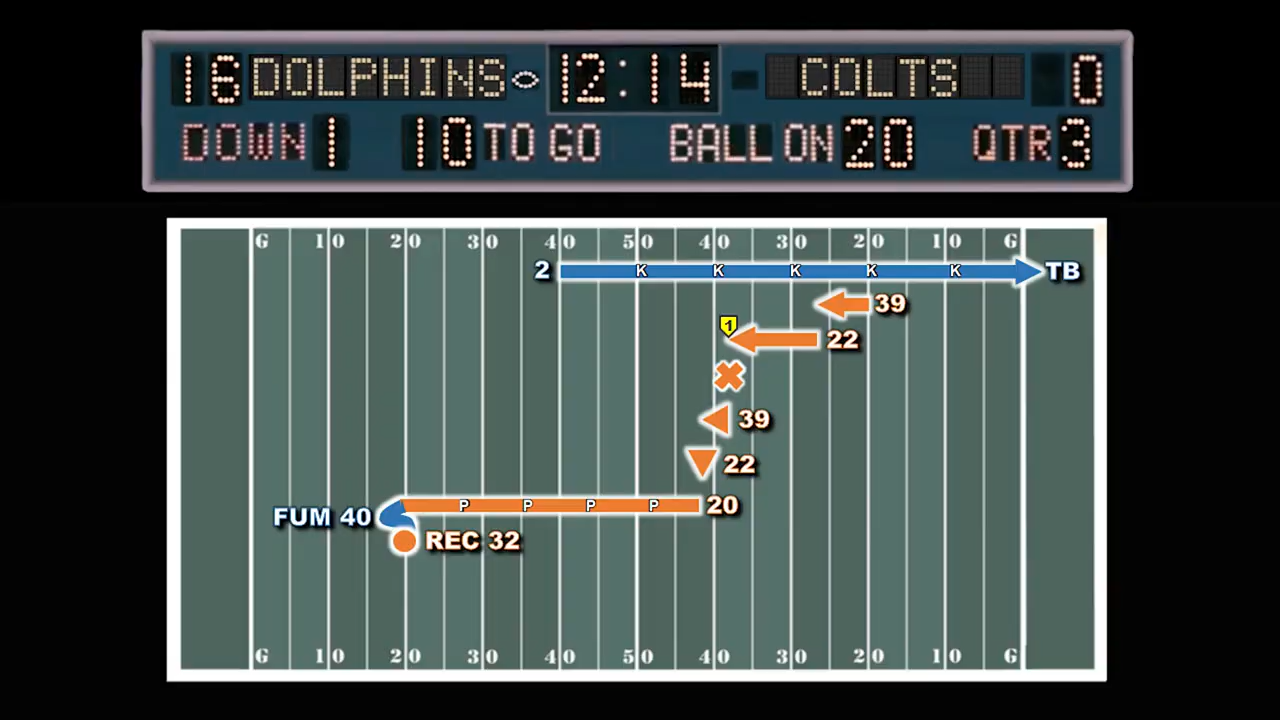 16 DOLPHINS 12:14 COLTS 0
DOWN 1 10 TO GO BALL ON 20 QTR 3
G 10 20 30 40 50 40 30 20 10 G
2 K K K K K TB
39
1
22
39
22
P P P P 20
FUM 40
REC 32
G 10 20 30 40 50 40 30 20 10 G